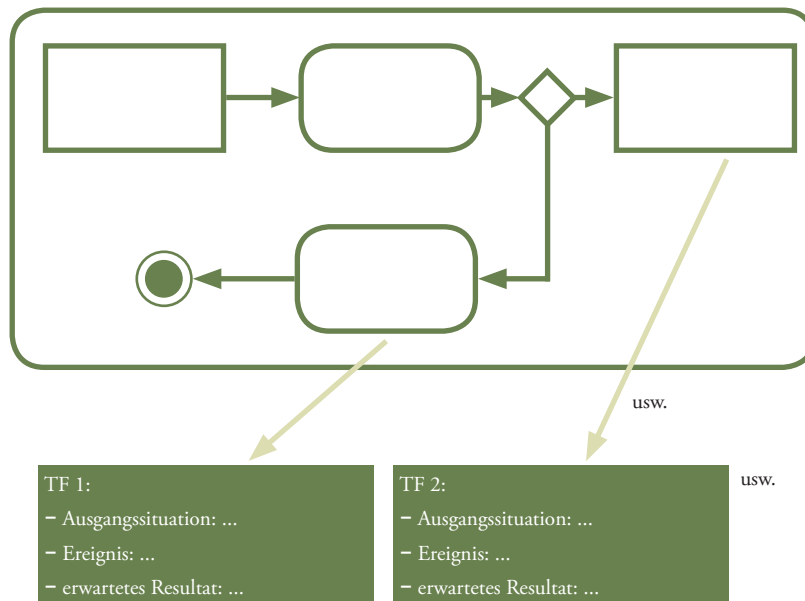 usw.
TF 1:
– Ausgangssituation: ...
– Ereignis: ...
– erwartetes Resultat: ...
TF 2:
– Ausgangssituation: ...
– Ereignis: ...
– erwartetes Resultat: ...
usw.